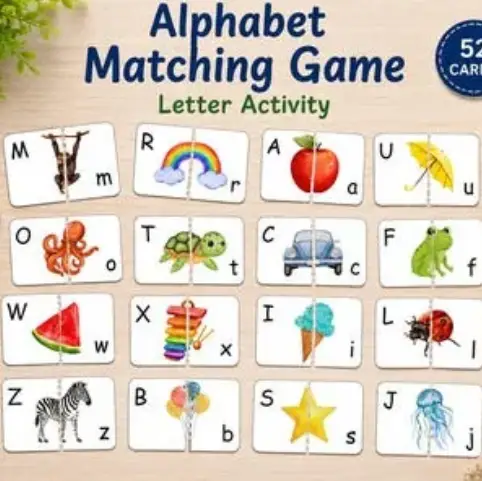 Alphabet
Matching Game
Letter Activity
52
M m
R r
A a
U u
O o
T t
C c
F f
W w
X x
I i
L l
Z z
B b
S s
J j